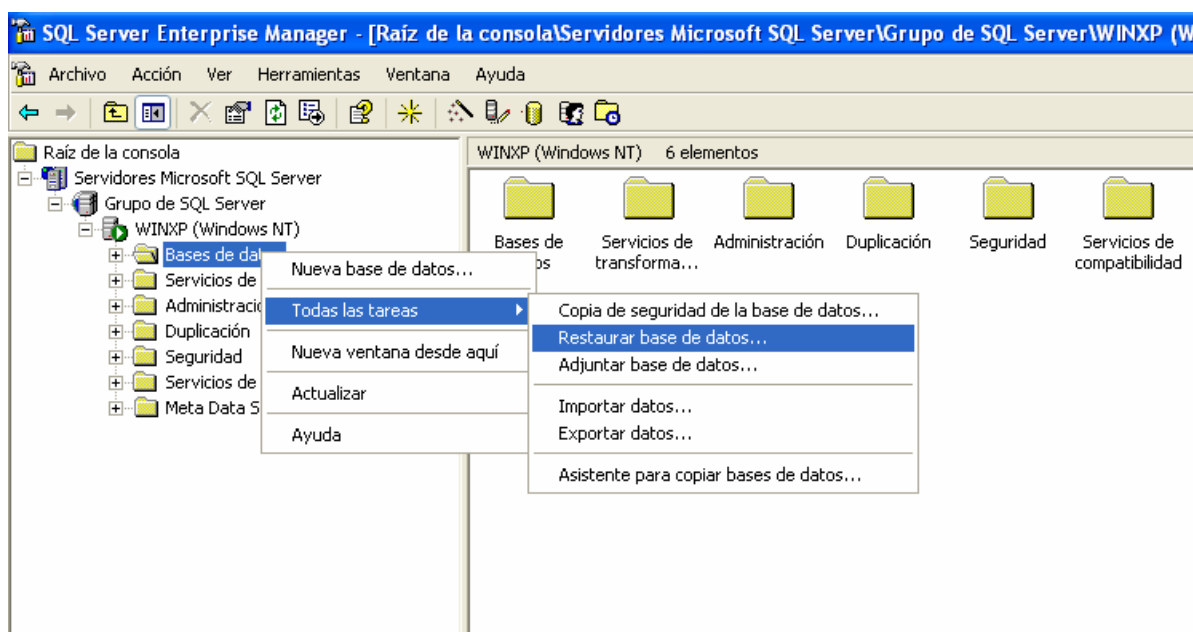 SQL Server Enterprise Manager - [Raíz de la consola\Servidores Microsoft SQL Server\Grupo de SQL Server\WINXP (W
Archivo Acción Ver Herramientas Ventana Ayuda
Raíz de la consola
Servidores Microsoft SQL Server
Grupo de SQL Server
WINXP (Windows NT)
Bases de
Servicios de
Duplicación
Seguridad
Servicios de
Meta Data S
Nueva base de datos...
Todas las tareas
Nueva ventana desde aquí
Actualizar
Ayuda
Copia de seguridad de la base de datos...
Restaurar base de datos...
Adjuntar base de datos...
Importar datos...
Exportar datos...
Asistente para copiar bases de datos...
WINXP (Windows NT) 6 elementos
Bases de
Servicios de
transforma...
Administración
Duplicación
Seguridad
Servicios de
compatibilidad